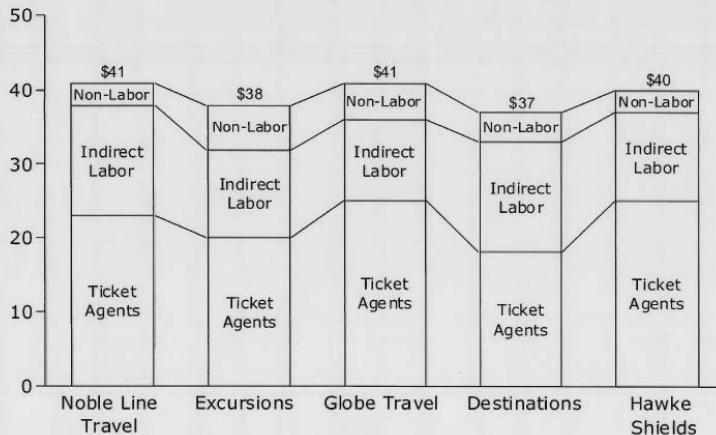 50
40
30
20
10
0
$41
$38
$41
$37
$40
Non-Labor
Non-Labor
Non-Labor
Non-Labor
Non-Labor
Indirect
Labor
Indirect
Labor
Indirect
Labor
Indirect
Labor
Indirect
Labor
Ticket
Agents
Ticket
Agents
Ticket
Agents
Ticket
Agents
Ticket
Agents
Noble Line
Travel
Excursions
Globe Travel
Destinations
Hawke
Shields